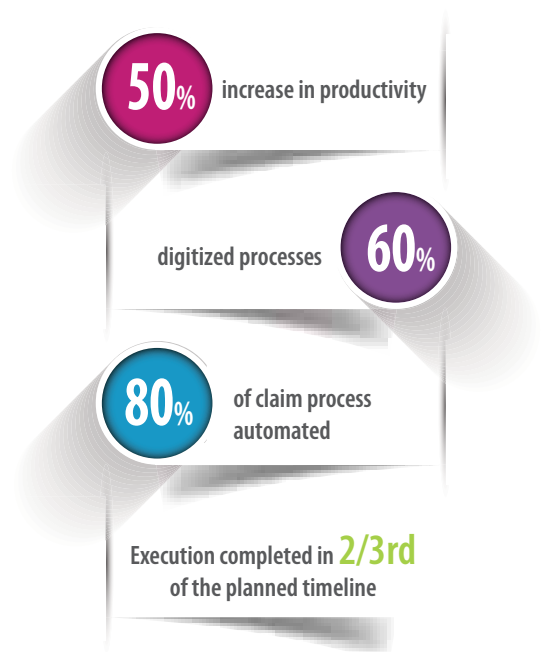 50% increase in productivity
digitized processes 60%
80% of claim process
automated
Execution completed in 2/3rd
of the planned timeline